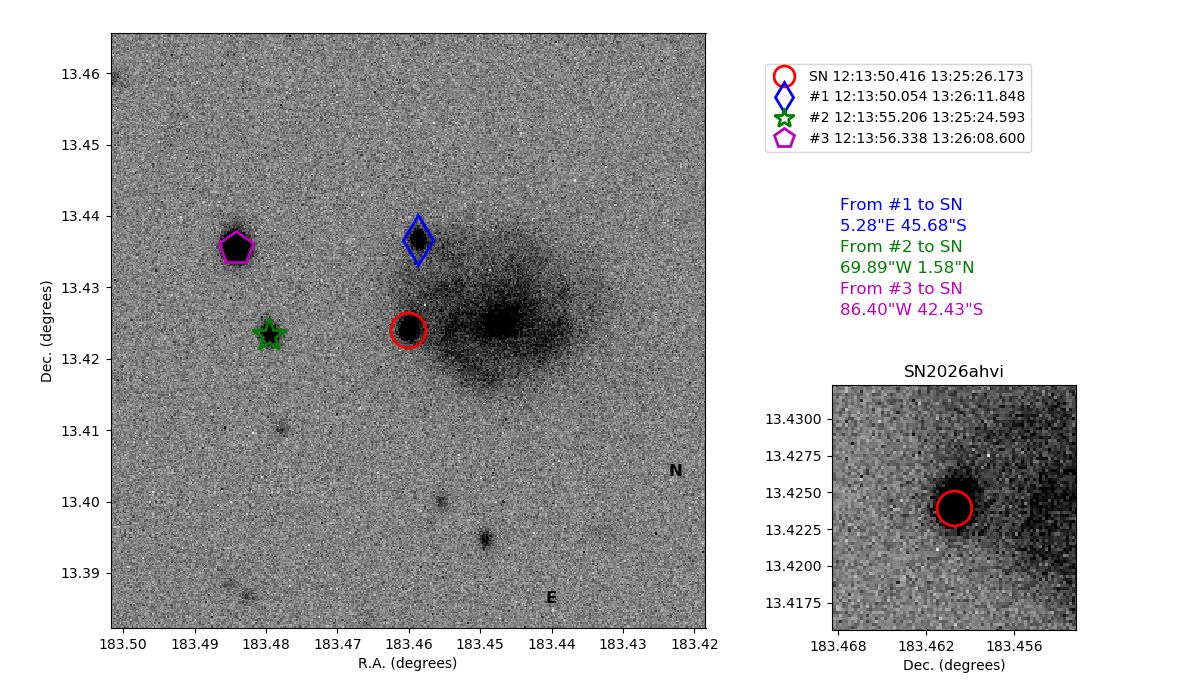 13.46
13.45
13.44
13.43
13.42
13.41
13.40
13.39
Dec. (degrees)
183.50 183.49 183.48 183.47 183.46 183.45 183.44 183.43 183.42
R.A. (degrees)
N
E
SN 12:13:50.416 13:25:26.173
#1 12:13:50.054 13:26:11.848
#2 12:13:55.206 13:25:24.593
#3 12:13:56.338 13:26:08.600
From #1 to SN
5.28"E 45.68"S
From #2 to SN
69.89"W 1.58"N
From #3 to SN
86.40"W 42.43"S
SN2026ahvi
13.4300
13.4275
13.4250
13.4225
13.4200
13.4175
183.468 183.462 183.456
Dec. (degrees)